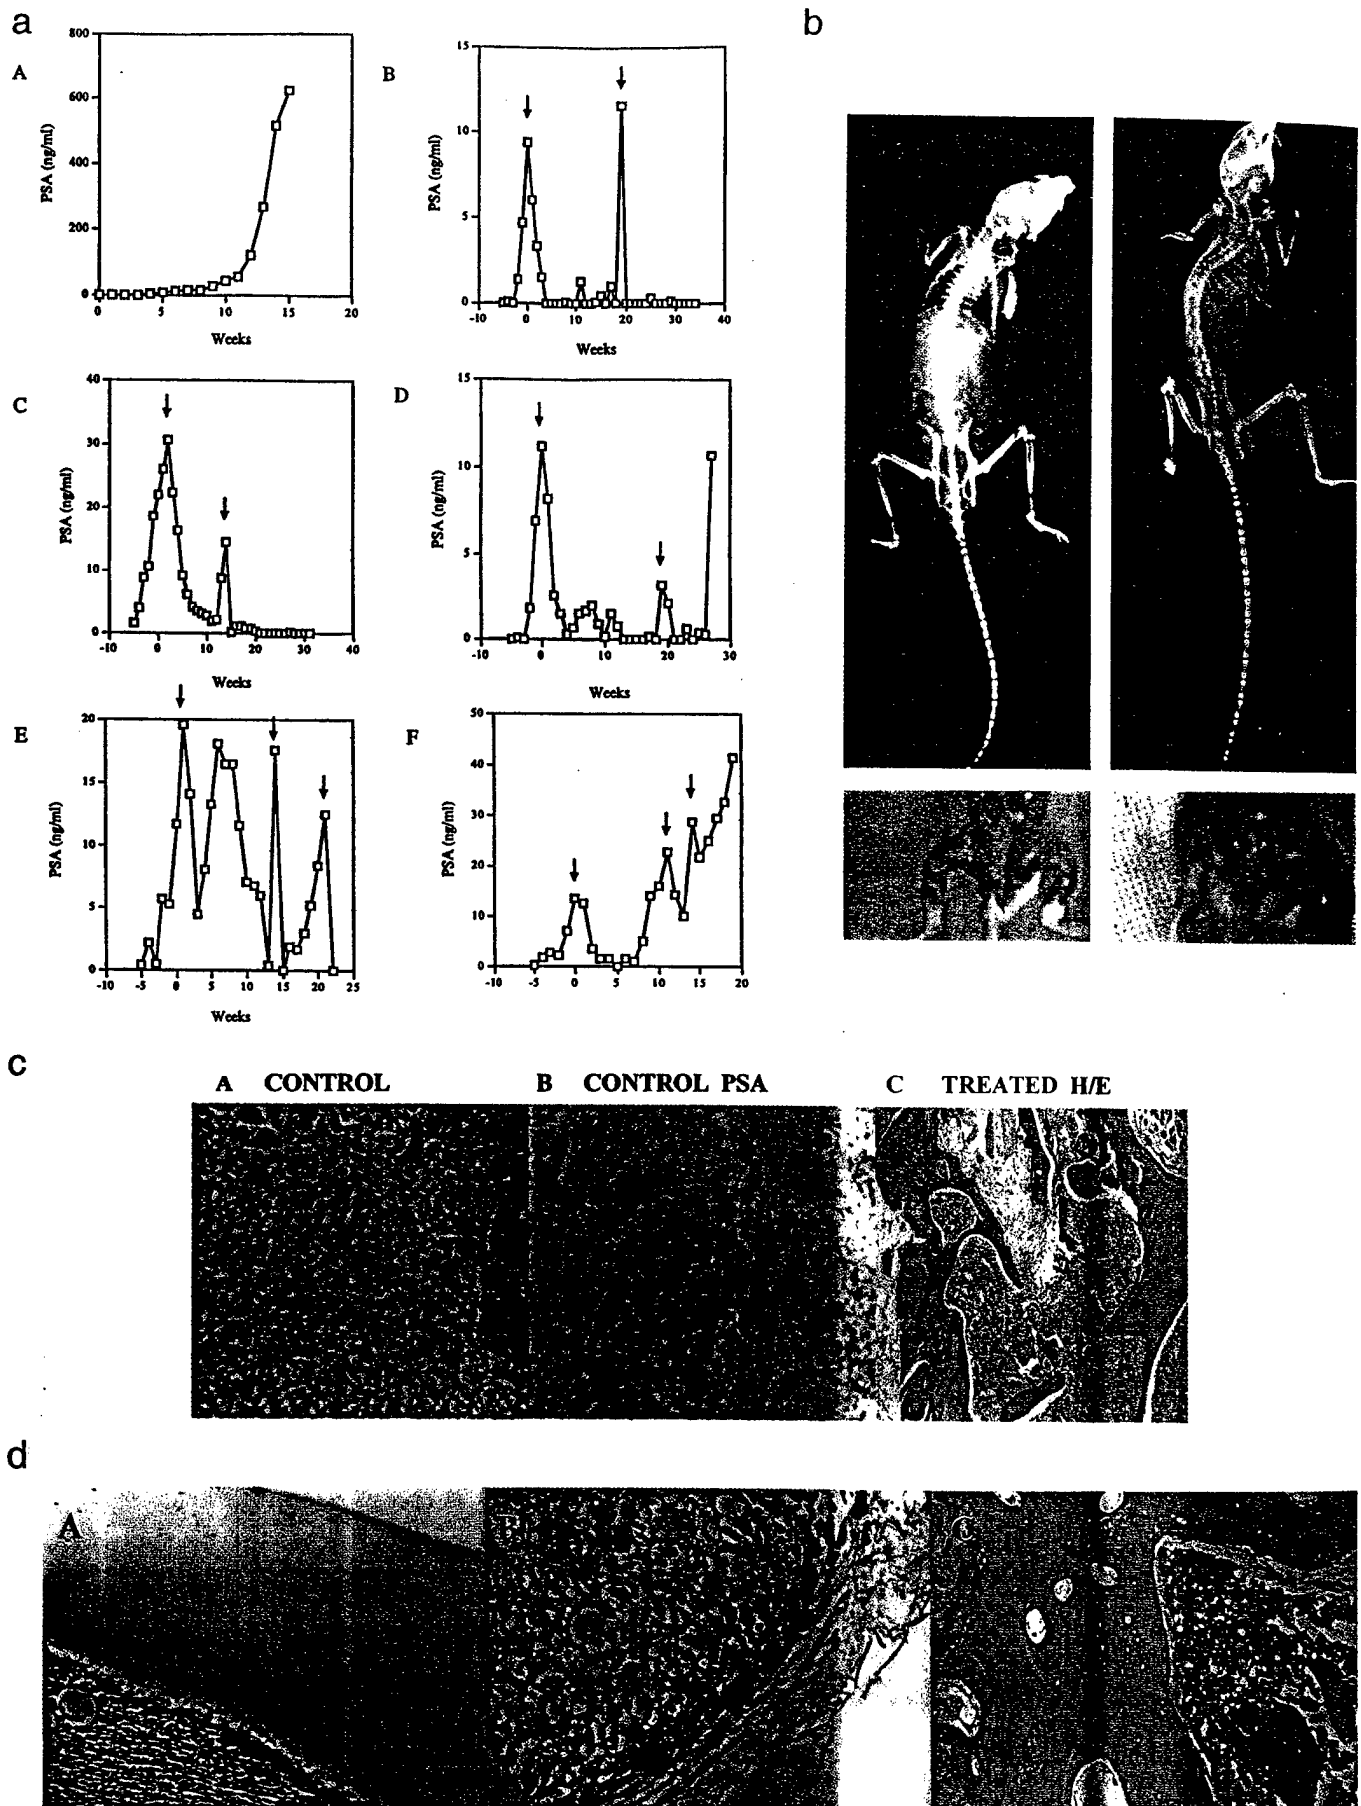 a
b
A
800
600
400
200
0
PSA (ng/ml)
0 5 10 15 20
Weeks
B
15
10
5
0
PSA (ng/ml)
-10 0 10 20 30 40
Weeks
C
40
30
20
10
0
PSA (ng/ml)
-10 0 10 20 30 40
Weeks
D
15
10
5
0
PSA (ng/ml)
-10 0 10 20 30
Weeks
E
20
15
10
5
0
PSA (ng/ml)
-10 -5 0 5 10 15 20 25
Weeks
F
50
40
30
20
10
0
PSA (ng/ml)
-10 -5 0 5 10 15 20
Weeks
c
A CONTROL
B CONTROL PSA
C TREATED H/E
d
A
B
C